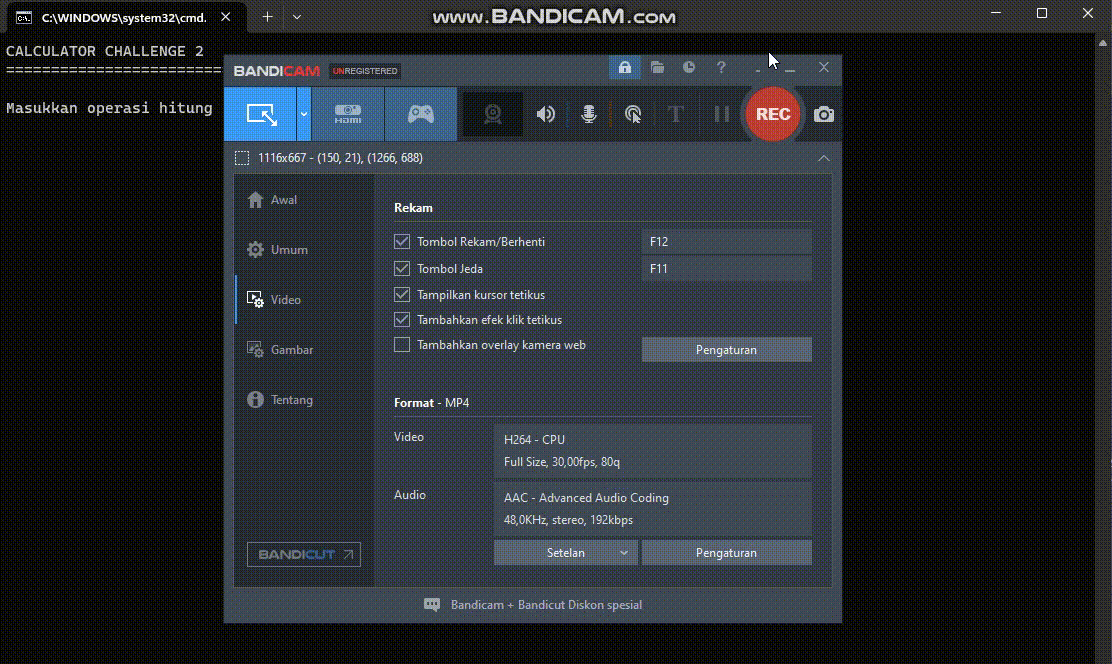 C:\WINDOWS\system32\cmd.
www.BANDICAM.com
CALCULATOR CHALLENGE 2
========================
Masukkan operasi hitung
BANDICAM UNREGISTERED
HDMI
T
REC
1116x667 - (150, 21), (1266, 688)
Awal
Umum
Video
Gambar
Tentang
BANDICUT
Rekam
Tombol Rekam/Berhenti F12
Tombol Jeda F11
Tampilkan kursor tetikus
Tambahkan efek klik tetikus
Tambahkan overlay kamera web Pengaturan
Format - MP4
Video
H264 - CPU
Full Size, 30,00fps, 80q
Audio
AAC - Advanced Audio Coding
48,0KHz, stereo, 192kbps
Setelan Pengaturan
Bandicam + Bandicut Diskon spesial